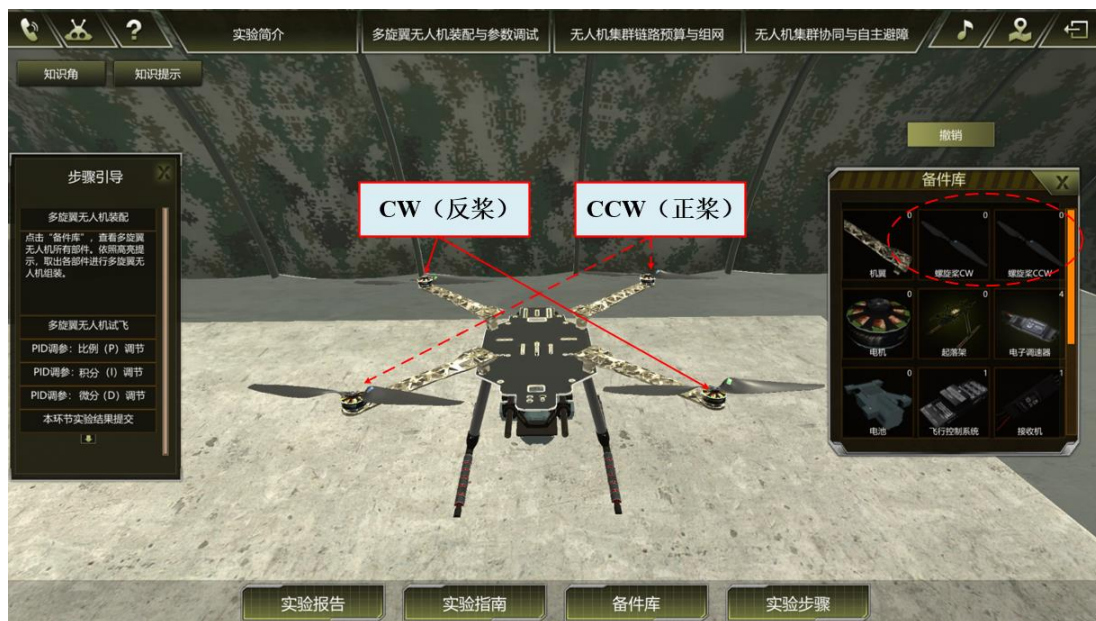 ?
实验简介
多旋翼无人机装配与参数调试
无人机集群链路预算与组网
无人机集群协同与自主避障
知识角
知识提示
撤销
步骤引导
X
多旋翼无人机装配
点击“备件库”，查看多旋翼
无人机所有部件。依照高亮提
示，取出各部件进行多旋翼无
人机组装。
多旋翼无人机试飞
PID调参：比例（P）调节
PID调参：积分（I）调节
PID调参：微分（D）调节
本环节实验结果提交
CW（反桨）
CCW（正桨）
备件库
X
0
0
0
机翼
螺旋桨CW
螺旋桨CCW
0
0
4
电机
起落架
电子调速器
0
1
1
电池
飞行控制系统
接收机
实验报告
实验指南
备件库
实验步骤